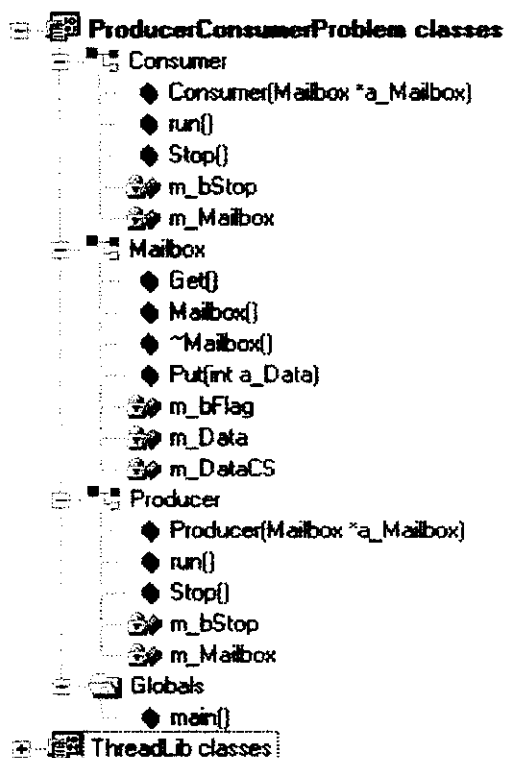 ProducerConsumerProblem classes
Consumer
Consumer(Mailbox *a_Mailbox)
run()
Stop()
m_bStop
m_Mailbox
Mailbox
Get()
Mailbox()
~Mailbox()
Put(int a_Data)
m_bFlag
m_Data
m_DataCS
Producer
Producer(Mailbox *a_Mailbox)
run()
Stop()
m_bStop
m_Mailbox
Globals
main()
ThreadLib classes